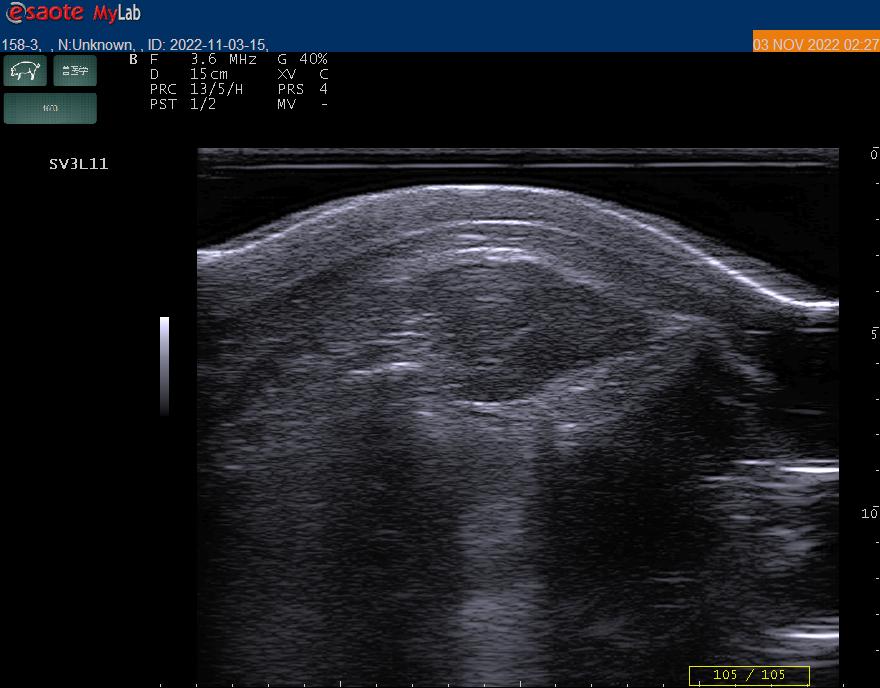 esaote MyLab
158-3, , N:Unknown, , ID: 2022-11-03-15,
03 NOV 2022 02:27
兽医学
1603
B F 3.6 MHz G 40%
D 15cm XV C
PRC 13/5/H PRS 4
PST 1/2 MV -
SV3L11
0
5
10
105 / 105